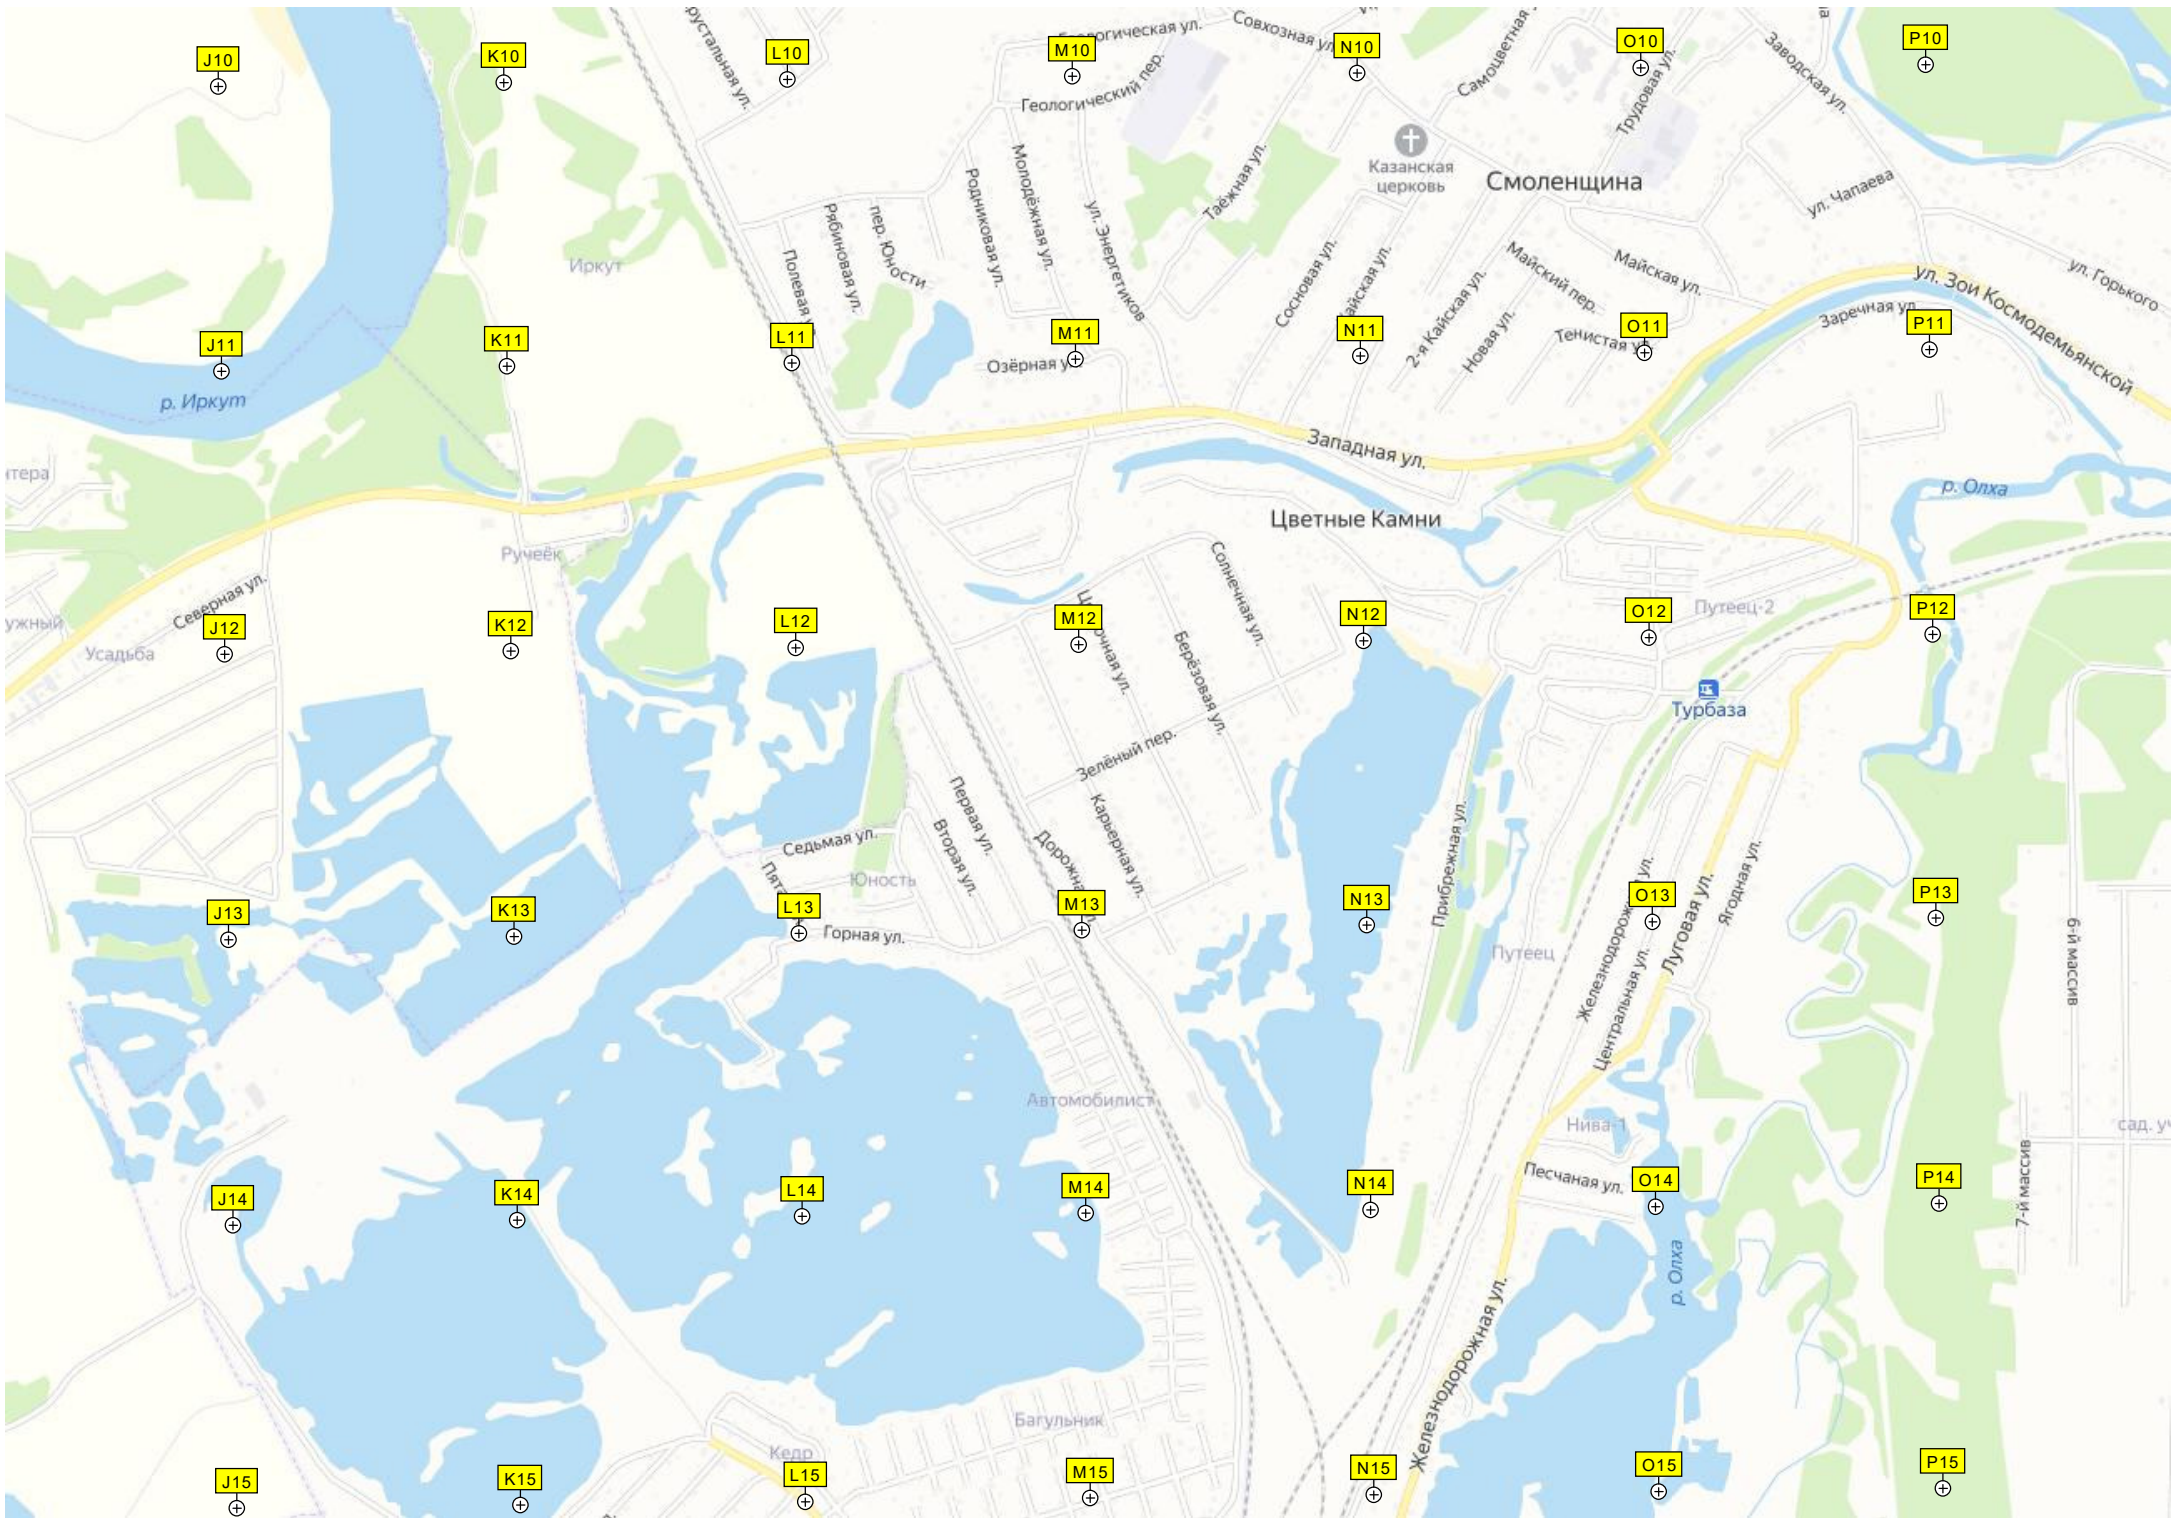 Геологическая ул.
Совхозная ул.
Самоцветная
Заводская ул.
J10
K10
L10
M10
N10
O10
P10
Геологический пер.
Трудовая ул.
Казанская
церковь
Смоленщина
ул. Чапаева
Молодёжная ул.
Родниковая ул.
ул. Энергетиков
Таёжная ул.
Рябиновая ул.
пер. Юности
Полевая
Иркут
Сосновая ул.
2-я Кайская ул.
Майский пер.
Майская ул.
Новая ул.
Тенистая ул.
Заречная ул.
ул. Зои Космодемьянской
ул. Горького
J11
K11
L11
M11
N11
O11
P11
Озёрная ул.
р. Иркут
Западная ул.
р. Олха
Цветные Камни
Ручеёк
Северная ул.
Усадьба
Солнечная ул.
Берёзовая ул.
Путеец-2
J12
K12
L12
M12
N12
O12
P12
Турбаза
Зелёный пер.
Первая ул.
Вторая ул.
Карьерная ул.
Седьмая ул.
Юность
Прибрежная ул.
Ягодная ул.
Луговая ул.
J13
K13
L13
M13
N13
O13
P13
Горная ул.
Путеец
Железнодорожная ул.
Центральная ул.
6-й массив
Автомобилист
Нива-1
сад. уч
Песчаная ул.
7-й массив
J14
K14
L14
M14
N14
O14
P14
р. Олха
Железнодорожная ул.
Багульник
Кедр
J15
K15
L15
M15
N15
O15
P15